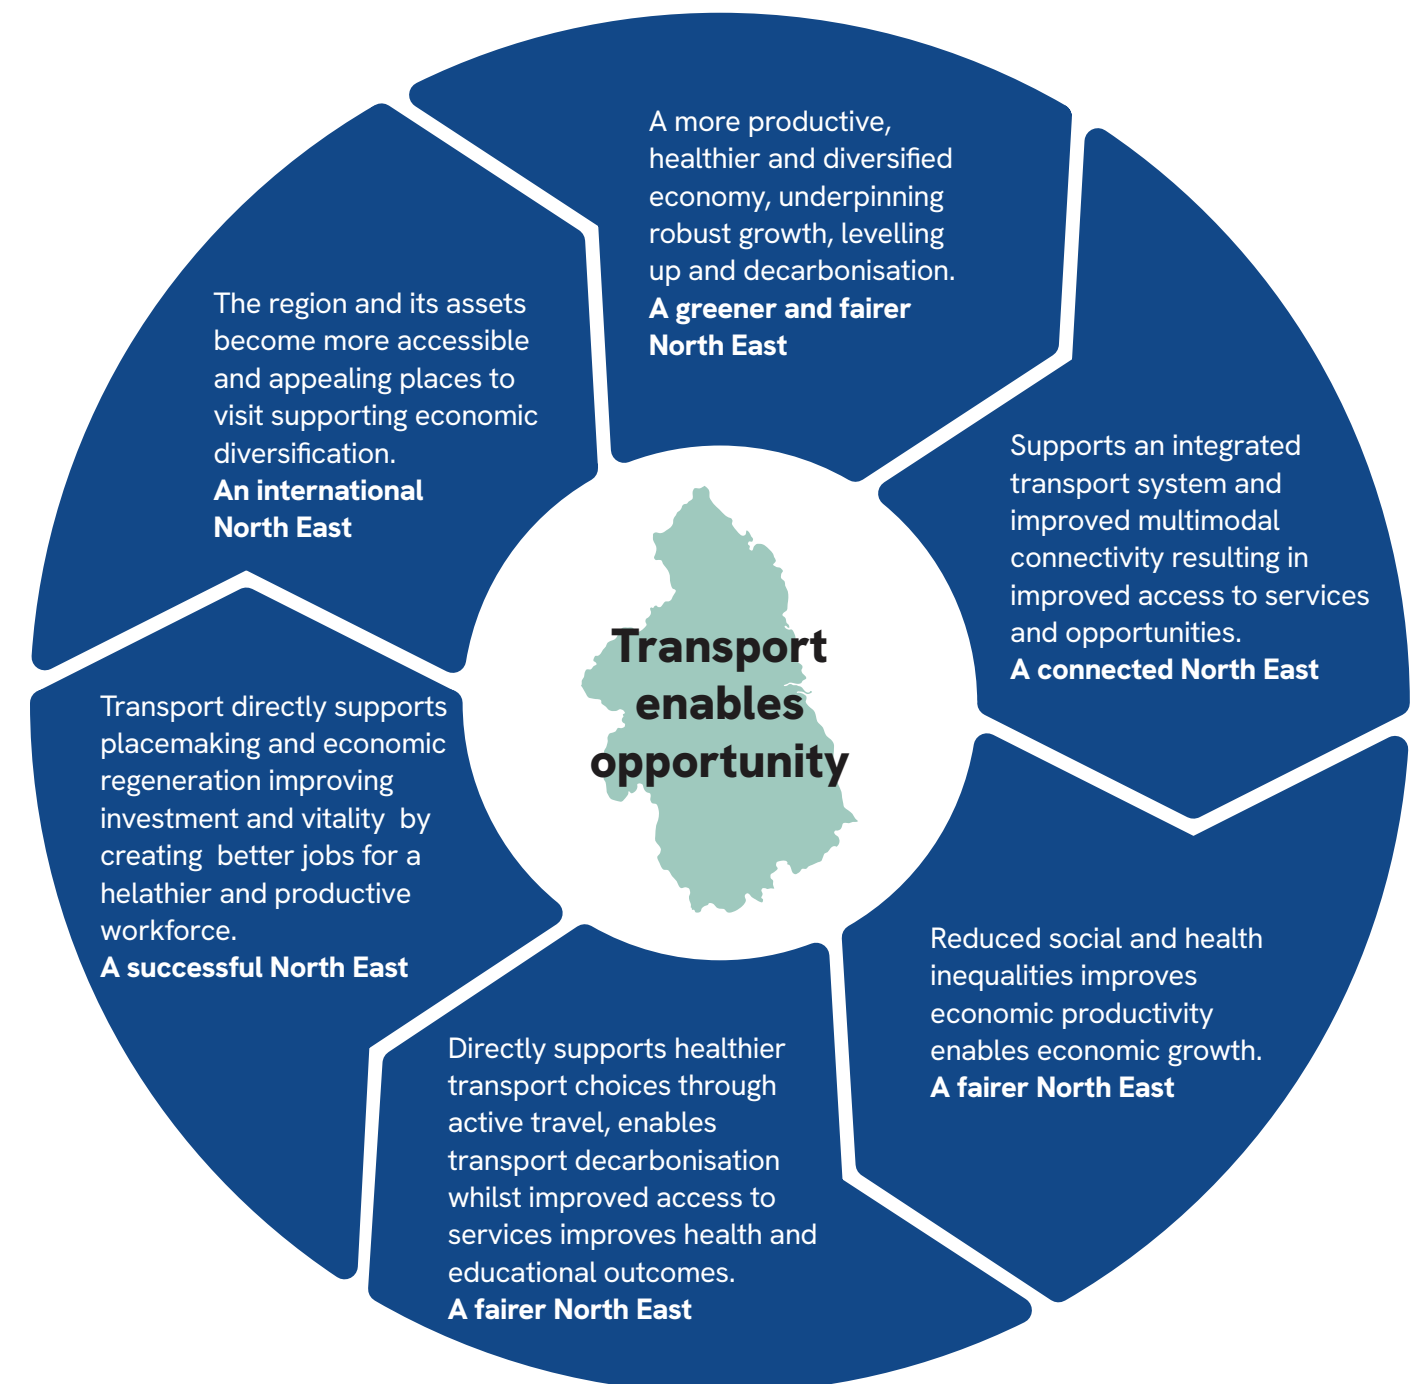 A more productive,
healthier and diversified
economy, underpinning
robust growth, levelling
up and decarbonisation.
A greener and fairer
North East
Supports an integrated
transport system and
improved multimodal
connectivity resulting in
improved access to services
and opportunities.
A connected North East
Reduced social and health
inequalities improves
economic productivity
enables economic growth.
A fairer North East
Directly supports healthier
transport choices through
active travel, enables
transport decarbonisation
whilst improved access to
services improves health and
educational outcomes.
A fairer North East
Transport directly supports
placemaking and economic
regeneration improving
investment and vitality  by
creating  better jobs for a
helathier and productive
workforce.
A successful North East
The region and its assets
become more accessible
and appealing places to
visit supporting economic
diversification.
An international
North East
Transport
enables
opportunity